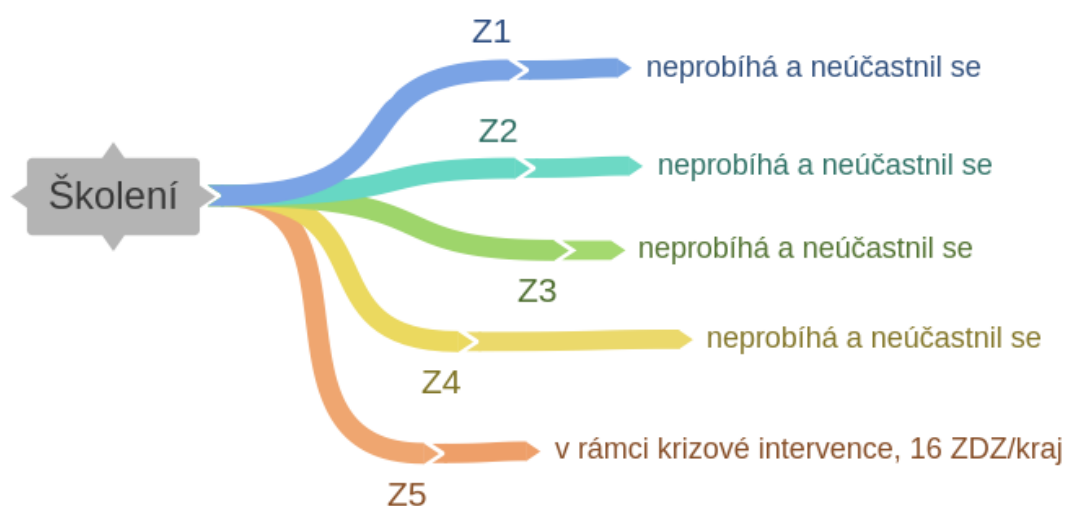 Školení
Z1
neprobíhá a neúčastnil se
Z2
neprobíhá a neúčastnil se
Z3
neprobíhá a neúčastnil se
Z4
neprobíhá a neúčastnil se
Z5
v rámci krizové intervence, 16 ZDZ/kraj